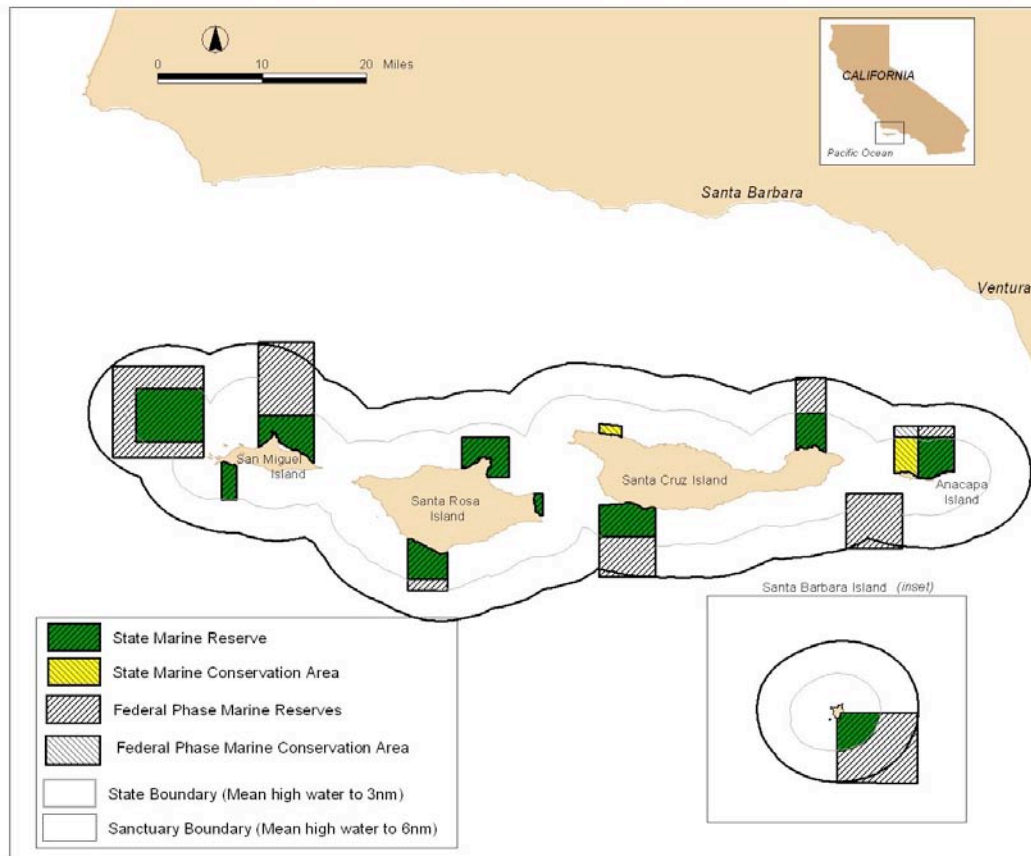 0 10 20 Miles
CALIFORNIA
Pacific Ocean
Santa Barbara
Ventura
San Miguel
Island
Santa Rosa
Island
Santa Cruz Island
Anacapa
Island
Santa Barbara Island (inset)
State Marine Reserve
State Marine Conservation Area
Federal Phase Marine Reserves
Federal Phase Marine Conservation Area
State Boundary (Mean high water to 3nm)
Sanctuary Boundary (Mean high water to 6nm)